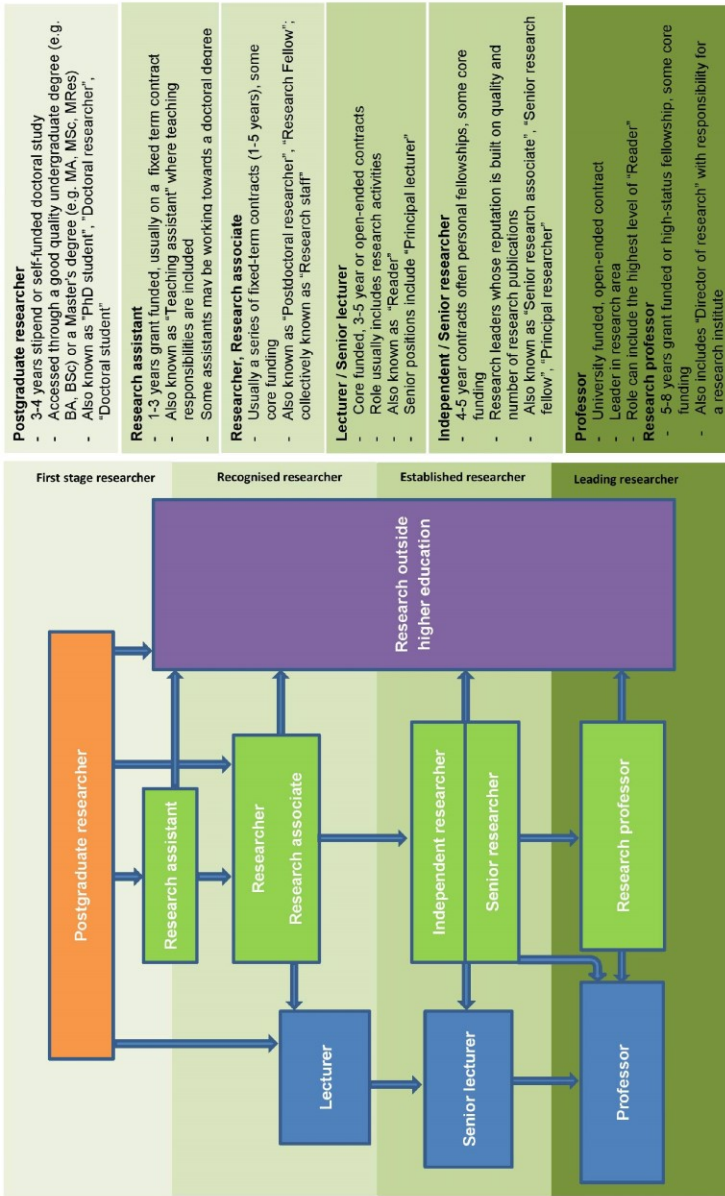 Postgraduate researcher
Research assistant
Researcher
Research associate
Lecturer
Independent researcher
Senior researcher
Senior lecturer
Research professor
Professor
Research outside
higher education
First stage researcher
Recognised researcher
Established researcher
Leading researcher
Postgraduate researcher
- 3-4 years stipend or self-funded doctoral study
- Accessed through a good quality undergraduate degree (e.g.
BA, BSc) or a Master's degree (e.g. MA, MSc, MRes)
- Also known as "PhD student", "Doctoral researcher",
"Doctoral student"
Research assistant
- 1-3 years grant funded, usually on a fixed term contract
- Also known as "Teaching assistant" where teaching
responsibilities are included
- Some assistants may be working towards a doctoral degree
Researcher, Research associate
- Usually a series of fixed-term contracts (1-5 years), some
core funding
- Also known as "Postdoctoral researcher", "Research Fellow";
collectively known as "Research staff"
Lecturer / Senior lecturer
- Core funded, 3-5 year or open-ended contracts
- Role usually includes research activities
- Also known as "Reader"
- Senior positions include "Principal lecturer"
Independent / Senior researcher
- 4-5 year contracts often personal fellowships, some core
funding
- Research leaders whose reputation is built on quality and
number of research publications
- Also known as "Senior research associate", "Senior research
fellow", "Principal researcher"
Professor
- University funded, open-ended contract
- Leader in research area
- Role can include the highest level of "Reader"
Research professor
- 5-8 years grant funded or high-status fellowship, some core
funding
- Also includes "Director of research" with responsibility for
a research institute